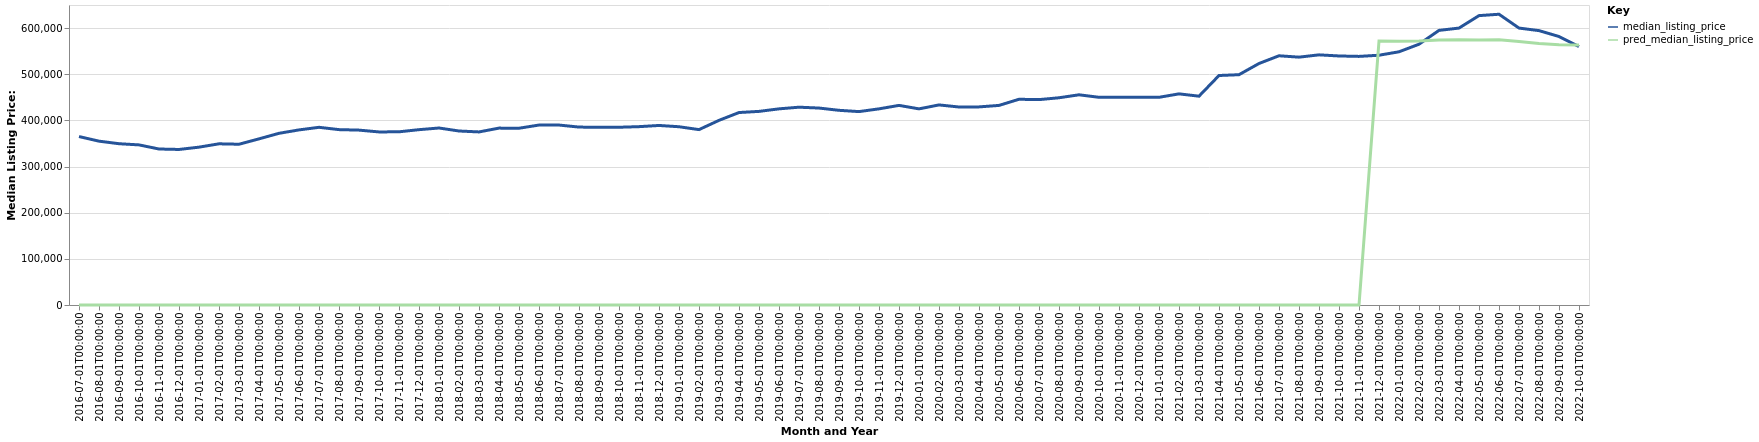 Median Listing Price:
600,000
500,000
400,000
300,000
200,000
100,000
0
2016-07-01T00:00:00
2016-08-01T00:00:00
2016-09-01T00:00:00
2016-10-01T00:00:00
2016-11-01T00:00:00
2016-12-01T00:00:00
2017-01-01T00:00:00
2017-02-01T00:00:00
2017-03-01T00:00:00
2017-04-01T00:00:00
2017-05-01T00:00:00
2017-06-01T00:00:00
2017-07-01T00:00:00
2017-08-01T00:00:00
2017-09-01T00:00:00
2017-10-01T00:00:00
2017-11-01T00:00:00
2017-12-01T00:00:00
2018-01-01T00:00:00
2018-02-01T00:00:00
2018-03-01T00:00:00
2018-04-01T00:00:00
2018-05-01T00:00:00
2018-06-01T00:00:00
2018-07-01T00:00:00
2018-08-01T00:00:00
2018-09-01T00:00:00
2018-10-01T00:00:00
2018-11-01T00:00:00
2018-12-01T00:00:00
2019-01-01T00:00:00
2019-02-01T00:00:00
2019-03-01T00:00:00
2019-04-01T00:00:00
2019-05-01T00:00:00
2019-06-01T00:00:00
2019-07-01T00:00:00
2019-08-01T00:00:00
2019-09-01T00:00:00
2019-10-01T00:00:00
2019-11-01T00:00:00
2019-12-01T00:00:00
2020-01-01T00:00:00
2020-02-01T00:00:00
2020-03-01T00:00:00
2020-04-01T00:00:00
2020-05-01T00:00:00
2020-06-01T00:00:00
2020-07-01T00:00:00
2020-08-01T00:00:00
2020-09-01T00:00:00
2020-10-01T00:00:00
2020-11-01T00:00:00
2020-12-01T00:00:00
2021-01-01T00:00:00
2021-02-01T00:00:00
2021-03-01T00:00:00
2021-04-01T00:00:00
2021-05-01T00:00:00
2021-06-01T00:00:00
2021-07-01T00:00:00
2021-08-01T00:00:00
2021-09-01T00:00:00
2021-10-01T00:00:00
2021-11-01T00:00:00
2021-12-01T00:00:00
2022-01-01T00:00:00
2022-02-01T00:00:00
2022-03-01T00:00:00
2022-04-01T00:00:00
2022-05-01T00:00:00
2022-06-01T00:00:00
2022-07-01T00:00:00
2022-08-01T00:00:00
2022-09-01T00:00:00
2022-10-01T00:00:00
Month and Year
Key
median_listing_price
pred_median_listing_price